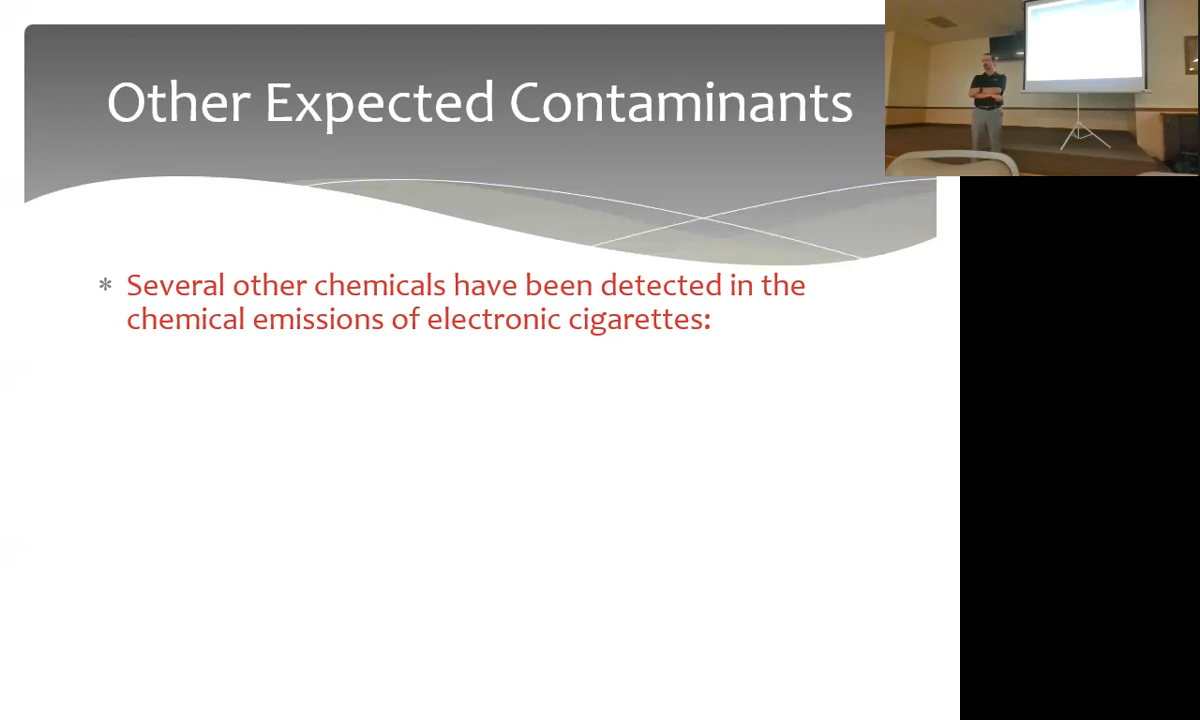 Other Expected Contaminants
* Several other chemicals have been detected in the
chemical emissions of electronic cigarettes: